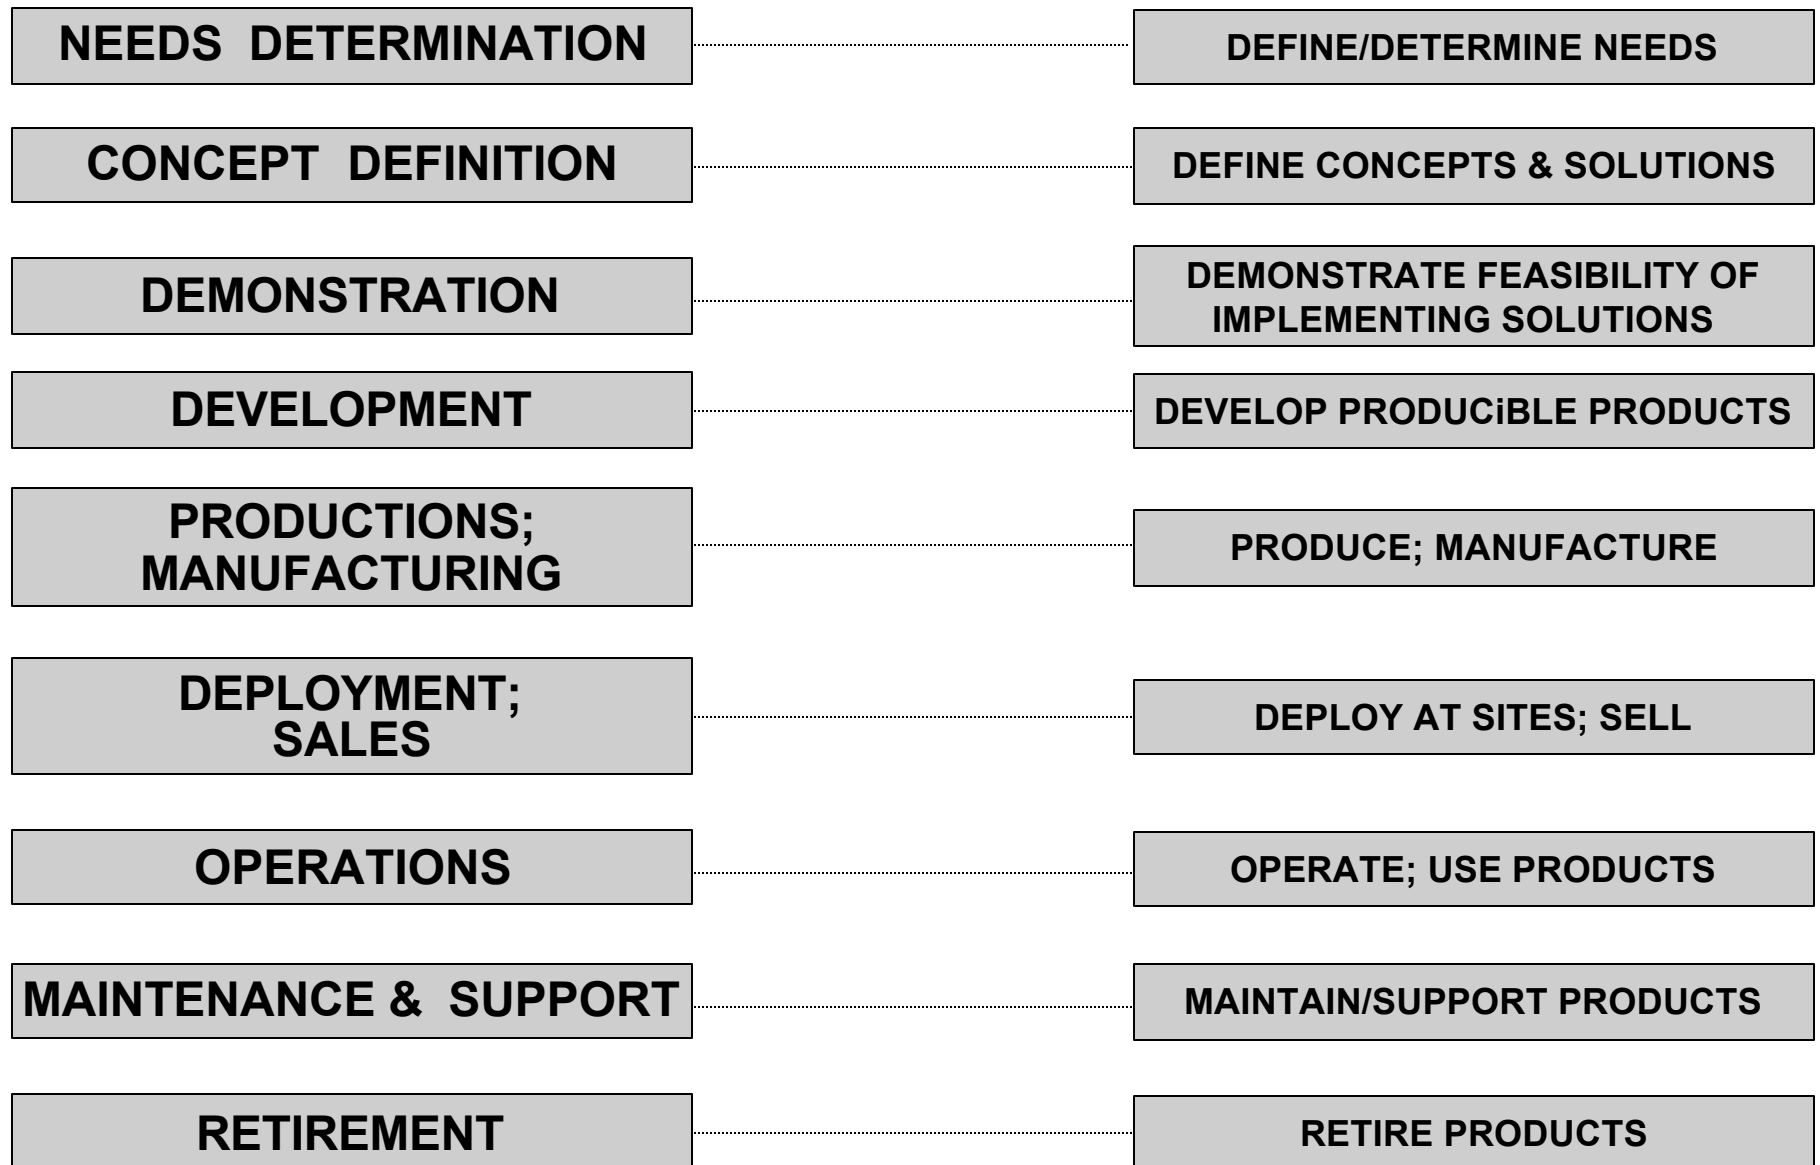 NEEDS DETERMINATION
DEFINE/DETERMINE NEEDS
CONCEPT DEFINITION
DEFINE CONCEPTS & SOLUTIONS
DEMONSTRATION
DEMONSTRATE FEASIBILITY OF
IMPLEMENTING SOLUTIONS
DEVELOPMENT
DEVELOP PRODUCiBLE PRODUCTS
PRODUCTIONS;
MANUFACTURING
PRODUCE; MANUFACTURE
DEPLOYMENT;
SALES
DEPLOY AT SITES; SELL
OPERATIONS
OPERATE; USE PRODUCTS
MAINTENANCE & SUPPORT
MAINTAIN/SUPPORT PRODUCTS
RETIREMENT
RETIRE PRODUCTS